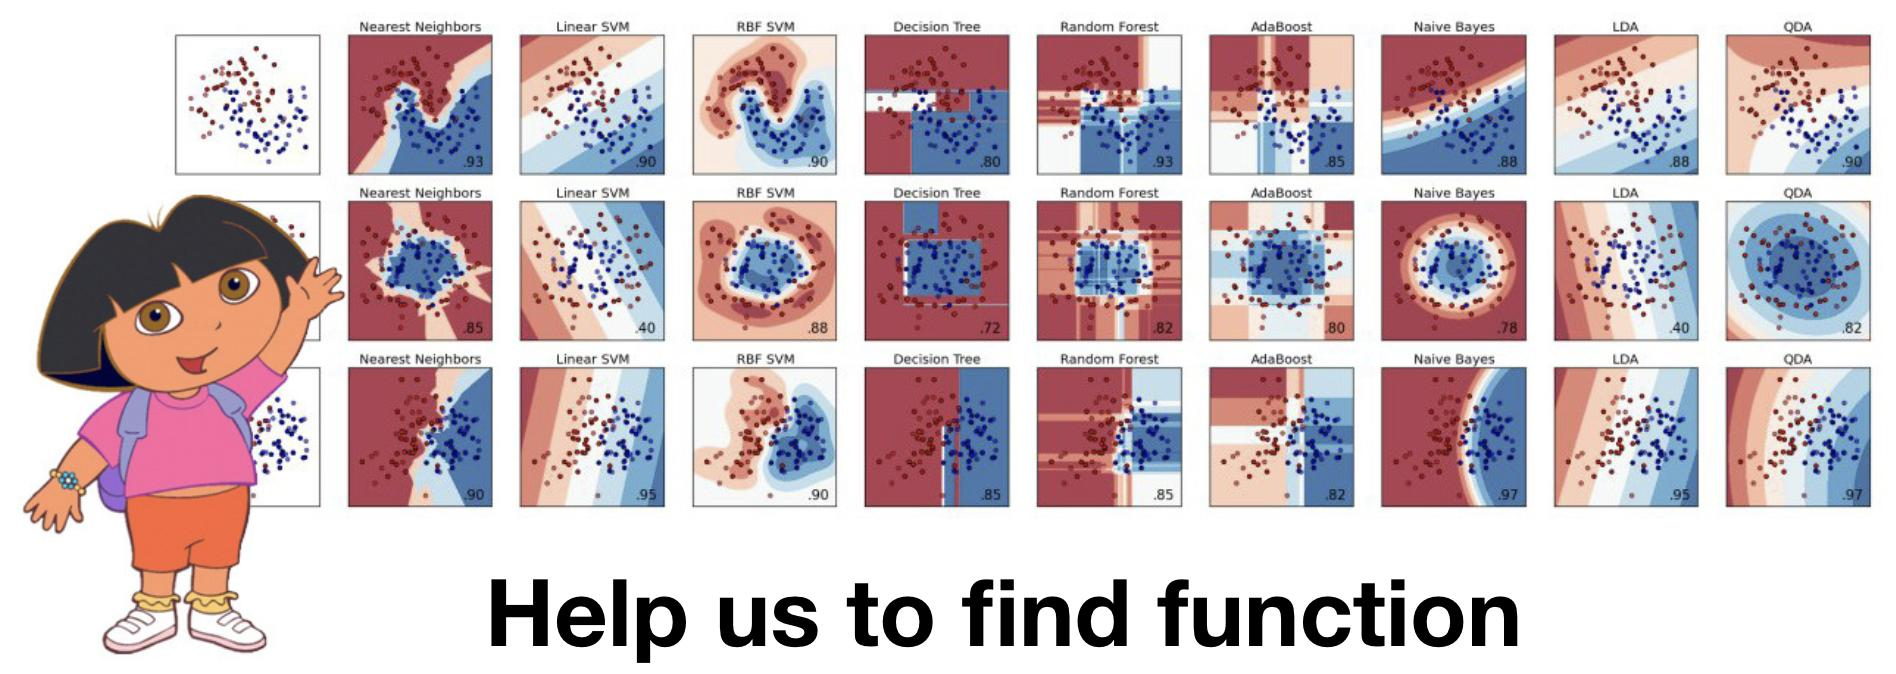 Nearest Neighbors Linear SVM RBF SVM Decision Tree Random Forest AdaBoost Naive Bayes LDA QDA
.93 .90 .90 .80 .93 .85 .88 .88 .90
Nearest Neighbors Linear SVM RBF SVM Decision Tree Random Forest AdaBoost Naive Bayes LDA QDA
.85 .40 .88 .72 .82 .80 .78 .40 .82
Nearest Neighbors Linear SVM RBF SVM Decision Tree Random Forest AdaBoost Naive Bayes LDA QDA
.90 .95 .90 .85 .85 .82 .97 .95 .97
Help us to find function